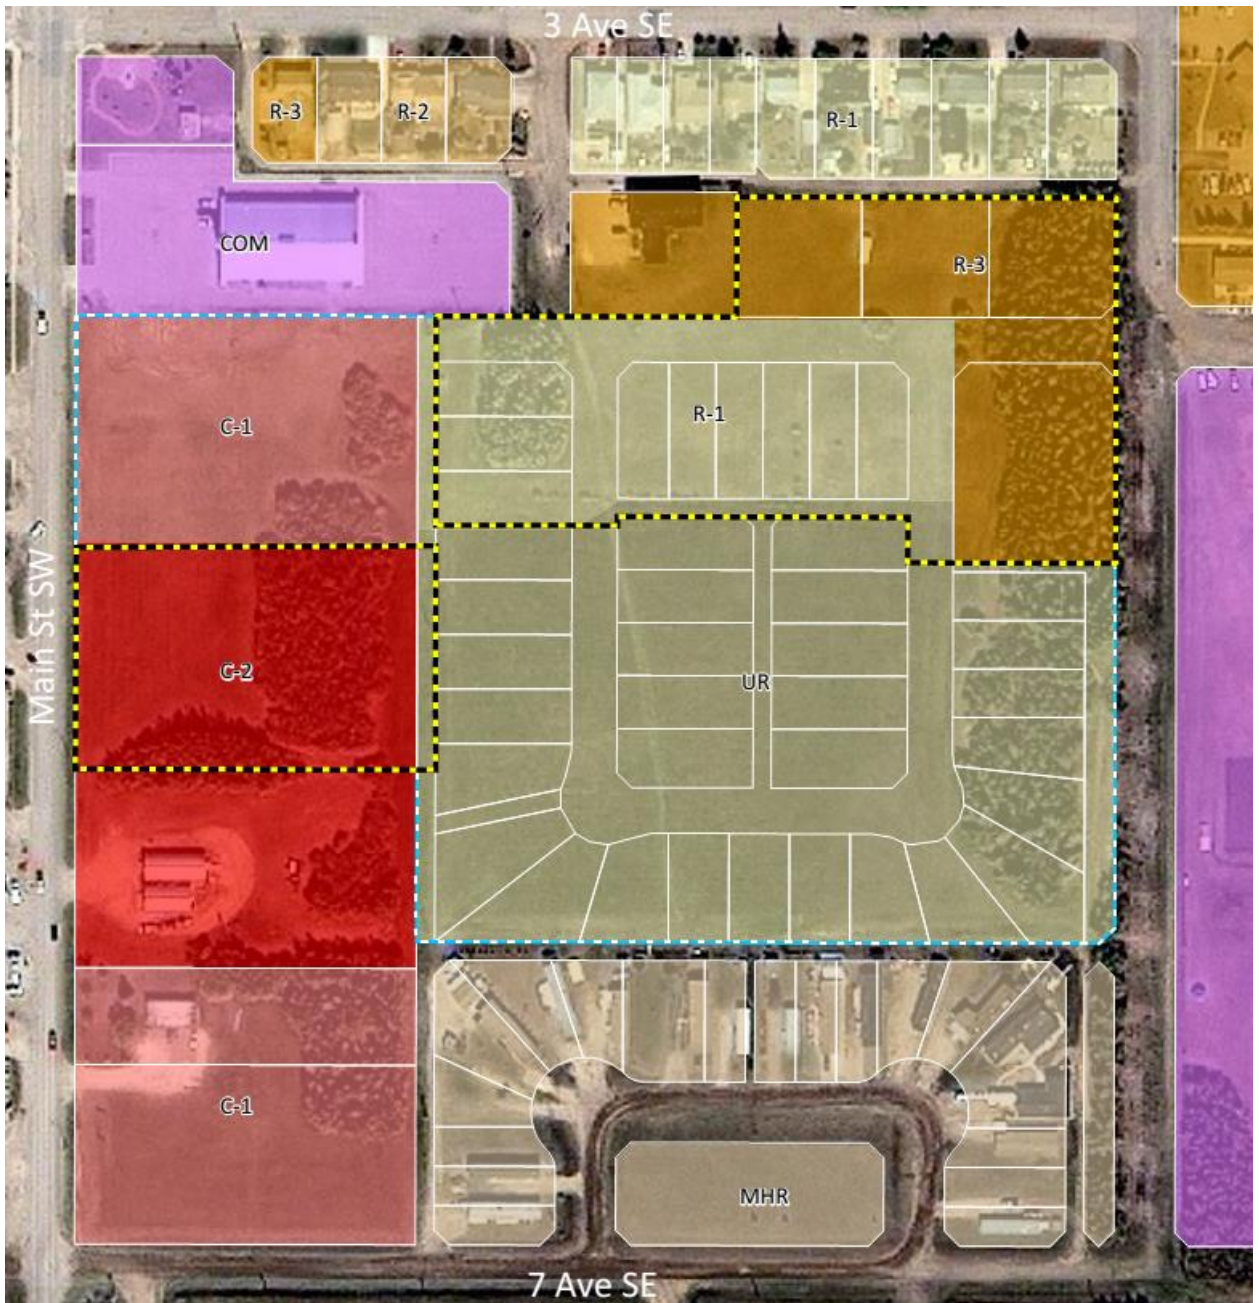 3 Ave SE
R-3
R-2
R-1
COM
R-3
C-1
R-1
Main St SW
C-2
UR
C-1
MHR
7 Ave SE